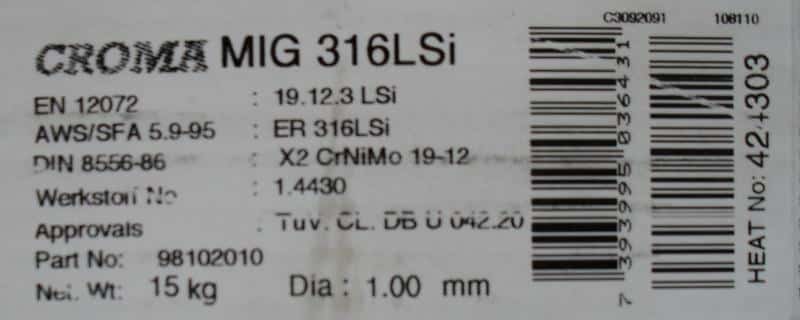 C3092091 108110
CROMA MIG 316LSi
EN 12072 : 19.12.3 LSi
AWS/SFA 5.9-95 : ER 316LSi
DIN 8556-86 : X2 CrNiMo 19-12
Werkstoff No : 1.4430
Approvals : Tuv. CL. DB U 042.20
Part No: 98102010
Net. Wt: 15 kg Dia : 1.00 mm
7393995036431
HEAT No: 424303